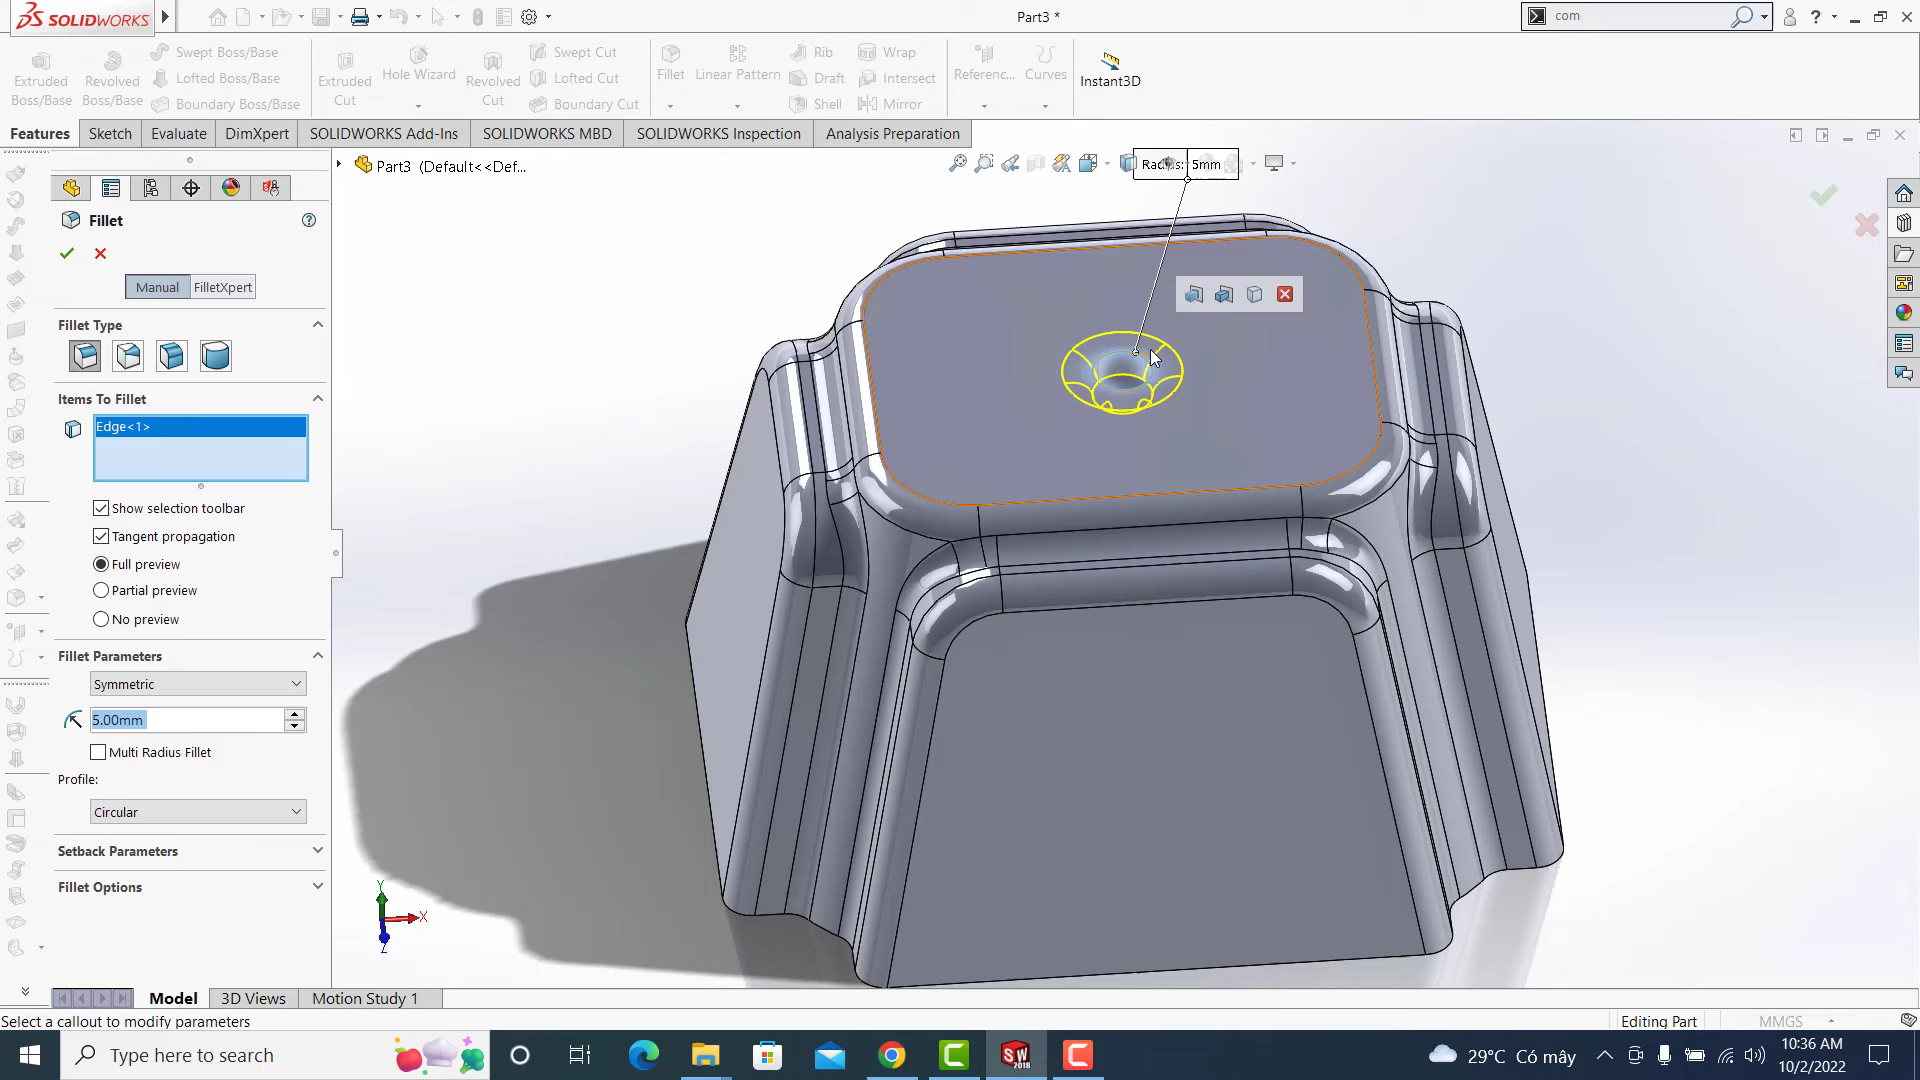 SOLIDWORKS
Part3 *
com
Extruded Boss/Base
Revolved Boss/Base
Swept Boss/Base
Lofted Boss/Base
Boundary Boss/Base
Extruded Cut
Hole Wizard
Revolved Cut
Swept Cut
Lofted Cut
Boundary Cut
Fillet
Linear Pattern
Rib
Draft
Shell
Wrap
Intersect
Mirror
Referenc...
Curves
Instant3D
Features
Sketch
Evaluate
DimXpert
SOLIDWORKS Add-Ins
SOLIDWORKS MBD
SOLIDWORKS Inspection
Analysis Preparation
Part3 (Default<<Def...
Radius: 5mm
Fillet
Manual
FilletXpert
Fillet Type
Items To Fillet
Edge<1>
Show selection toolbar
Tangent propagation
Full preview
Partial preview
No preview
Fillet Parameters
Symmetric
5.00mm
Multi Radius Fillet
Profile:
Circular
Setback Parameters
Fillet Options
Y
X
Z
Model
3D Views
Motion Study 1
Select a callout to modify parameters
Editing Part
MMGS
Type here to search
SW
2018
29°C Có mây
10:36 AM
10/2/2022